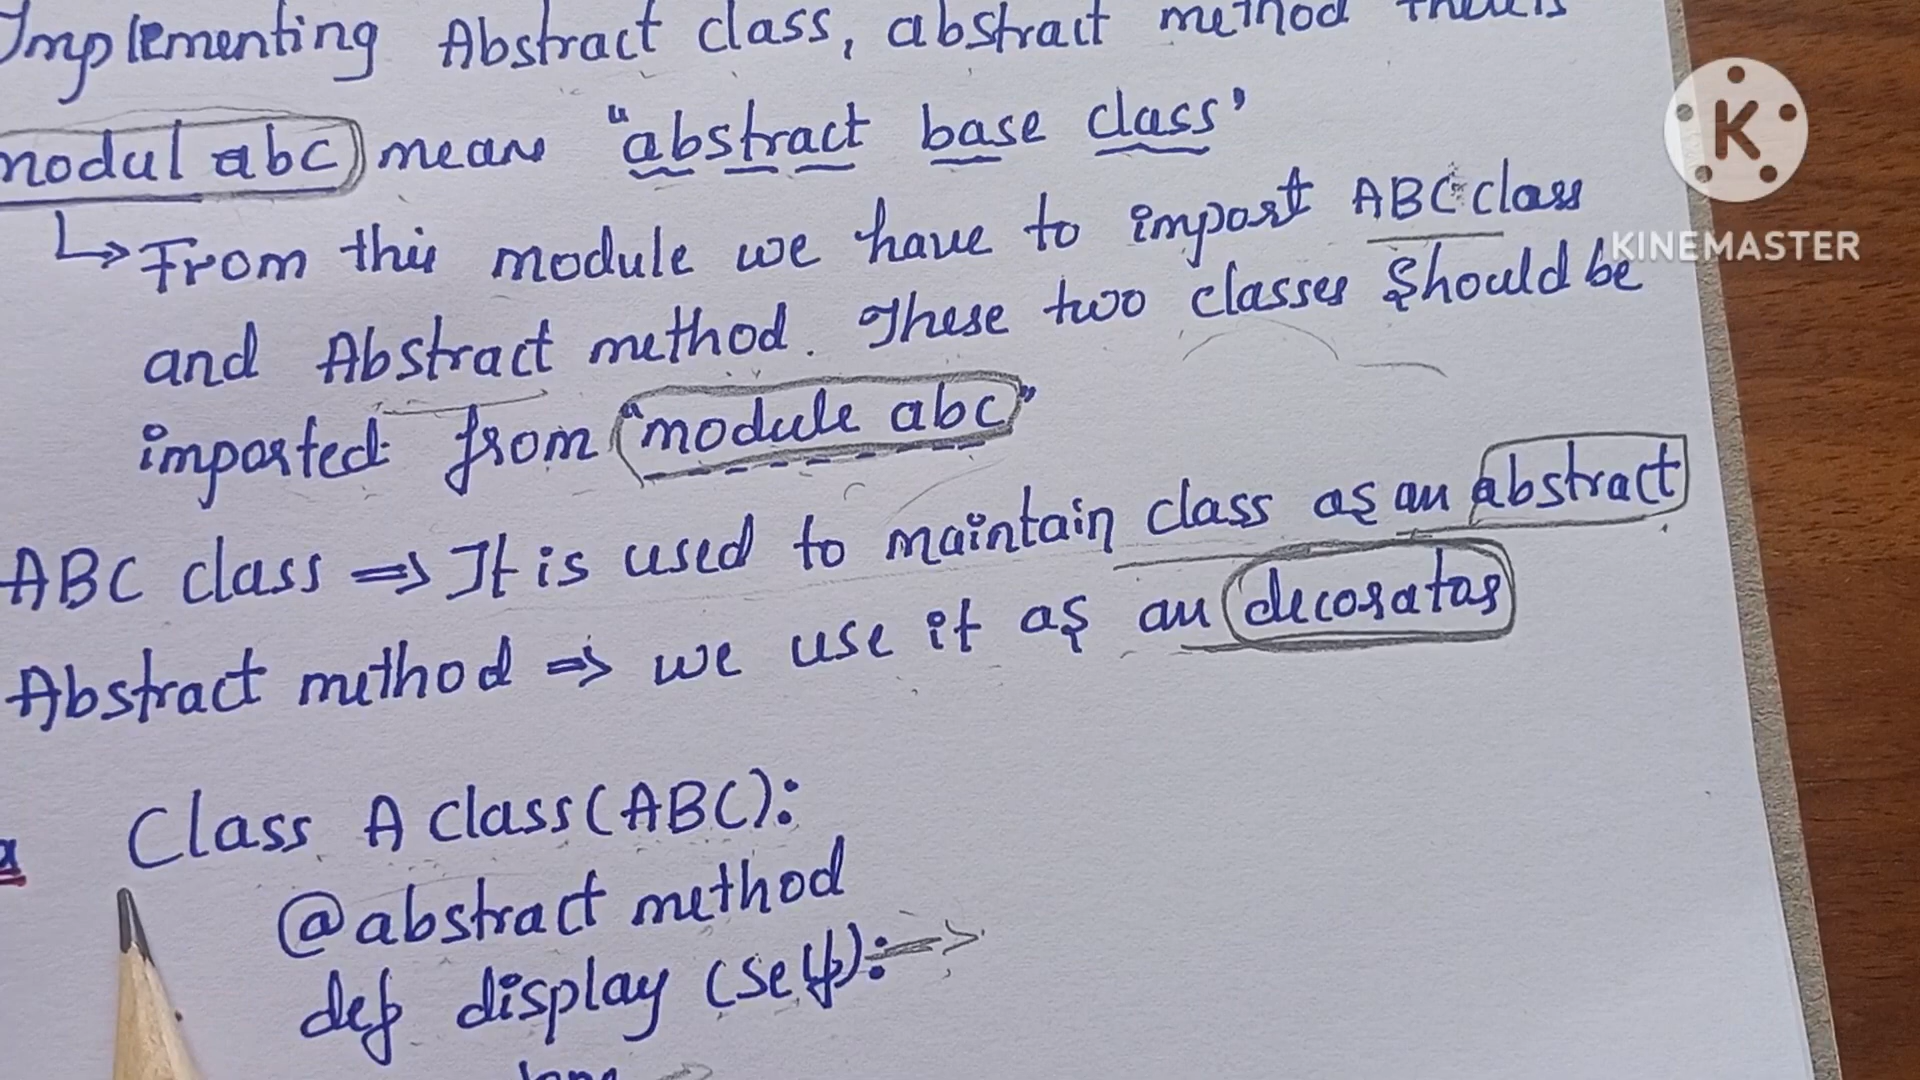 Implementing Abstract class, abstract method
modul abc means "abstract base class"
↳ From this module we have to import ABC class
and Abstract method. These two classes should be
imported from "module abc"
ABC class ⇒ It is used to maintain class as an abstract
Abstract method ⇒ we use it as an decorator
Class A class(ABC):
@abstract method
def display (self):
K
KINEMASTER